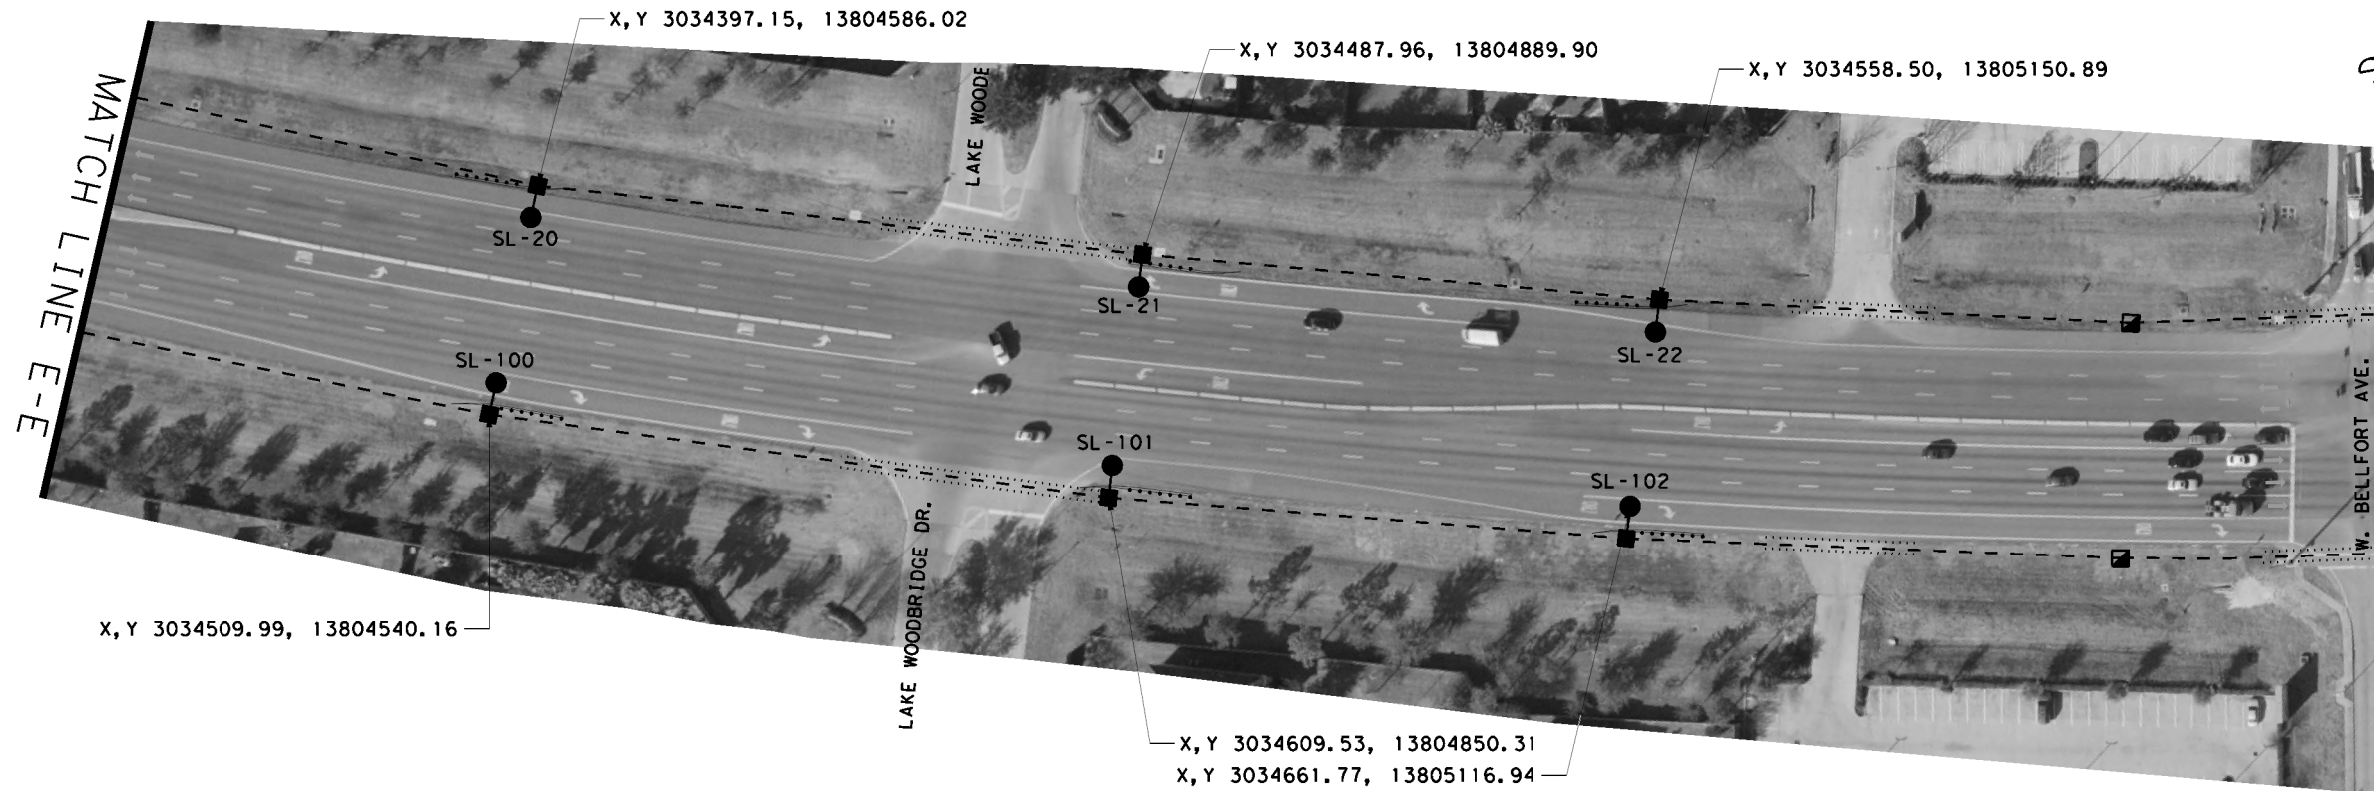 X,Y 3034397.15, 13804586.02
X,Y 3034487.96, 13804889.90
X,Y 3034558.50, 13805150.89
MATCH LINE E-E
LAKE WOODE
SL-20
SL-21
SL-22
SL-100
SL-101
SL-102
W. BELLFORT AVE.
LAKE WOODBRIDGE DR.
X,Y 3034509.99, 13804540.16
X,Y 3034609.53, 13804850.31
X,Y 3034661.77, 13805116.94